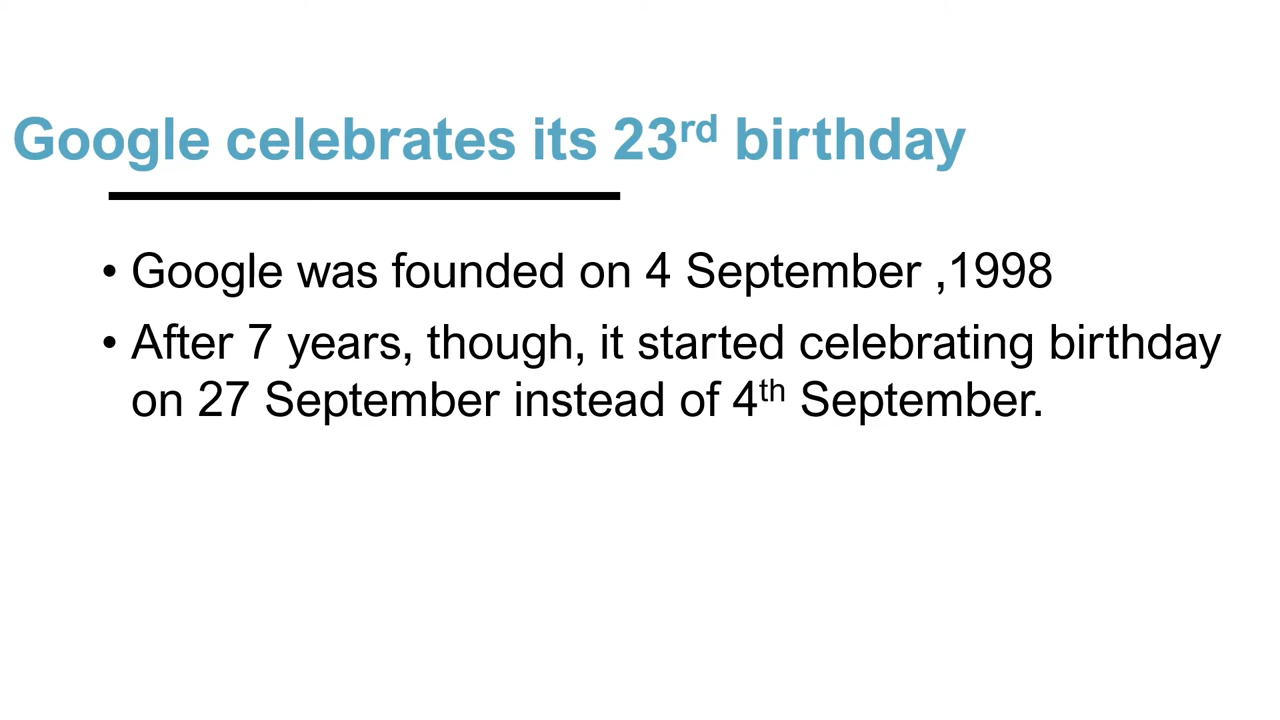 Google celebrates its 23rd birthday
• Google was founded on 4 September ,1998
• After 7 years, though, it started celebrating birthday
on 27 September instead of 4th September.